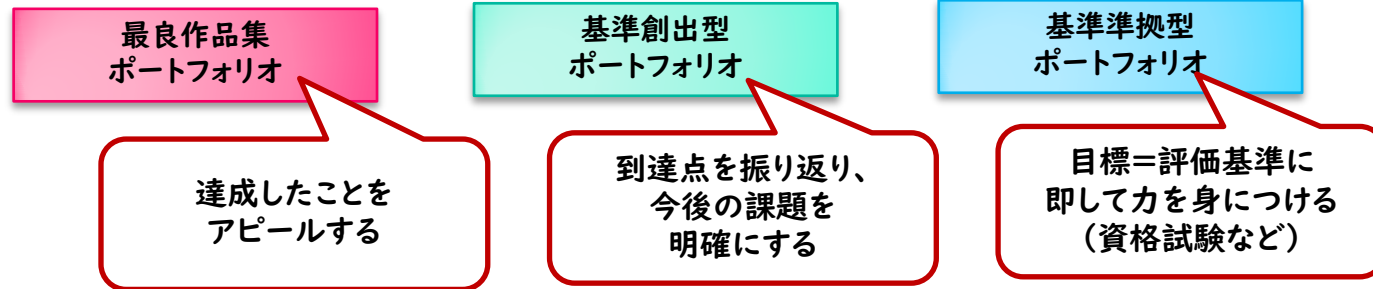 最良作品集
ポートフォリオ
基準創出型
ポートフォリオ
基準準拠型
ポートフォリオ
達成したことを
アピールする
到達点を振り返り、
今後の課題を
明確にする
目標=評価基準に
即して力を身につける
(資格試験など)